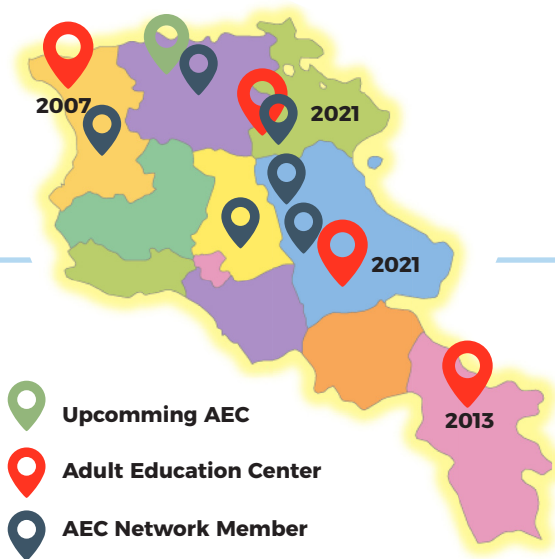 2007
2021
2021
2013
Upcomming AEC
Adult Education Center
AEC Network Member